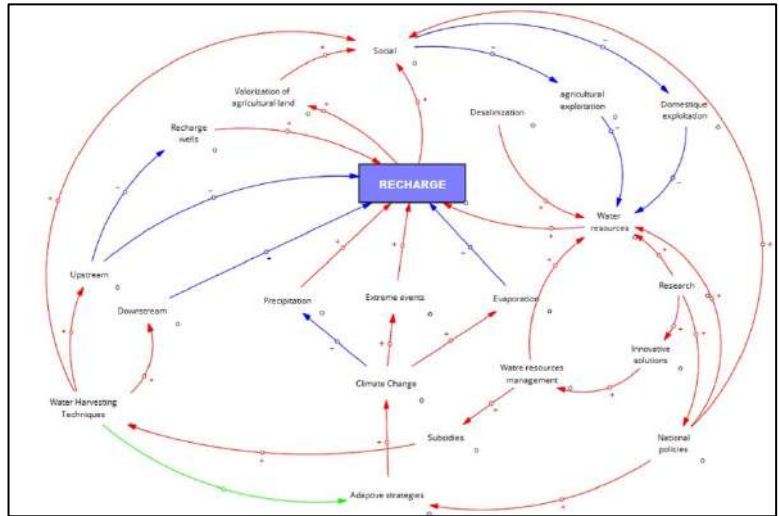 Social
Valorization of
agricultural land
agricultural
exploitation
Domestique
exploitation
Desalinization
Recharge
wells
RECHARGE
Water
resources
Upstream
Research
Downstream
Precipitation
Extreme events
Evaporation
Innovative
solutions
Climate Change
Watre resources
management
Water Harvesting
Techniques
Subsidies
National
policies
Adaptive strategies